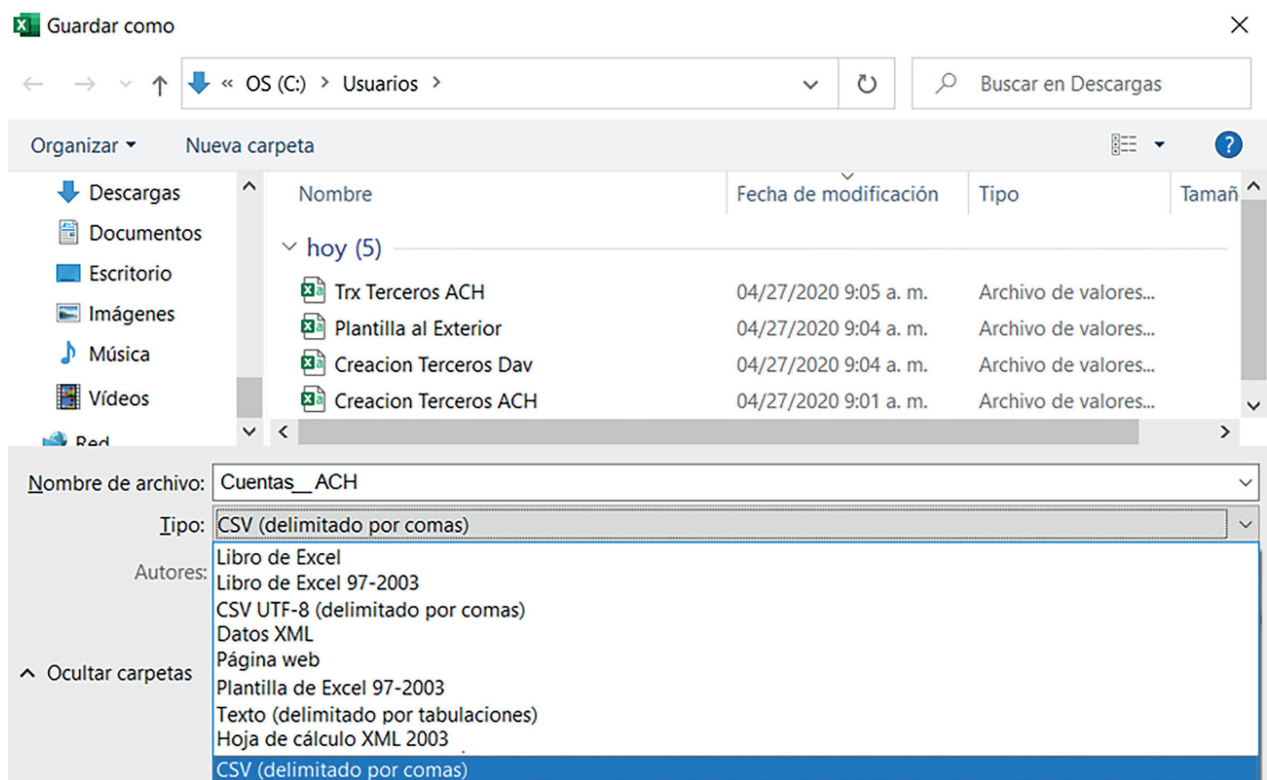 Guardar como
« OS (C:) > Usuarios >
Buscar en Descargas
Organizar
Nueva carpeta
?
Descargas
Documentos
Escritorio
Imágenes
Música
Vídeos
Red
Nombre
Fecha de modificación
Tipo
Tamañ
hoy (5)
Trx Terceros ACH 04/27/2020 9:05 a. m. Archivo de valores...
Plantilla al Exterior 04/27/2020 9:04 a. m. Archivo de valores...
Creacion Terceros Dav 04/27/2020 9:04 a. m. Archivo de valores...
Creacion Terceros ACH 04/27/2020 9:01 a. m. Archivo de valores...
Nombre de archivo: Cuentas__ACH
Tipo: CSV (delimitado por comas)
Autores:
Libro de Excel
Libro de Excel 97-2003
CSV UTF-8 (delimitado por comas)
Datos XML
Página web
Plantilla de Excel 97-2003
Texto (delimitado por tabulaciones)
Hoja de cálculo XML 2003
CSV (delimitado por comas)
Ocultar carpetas